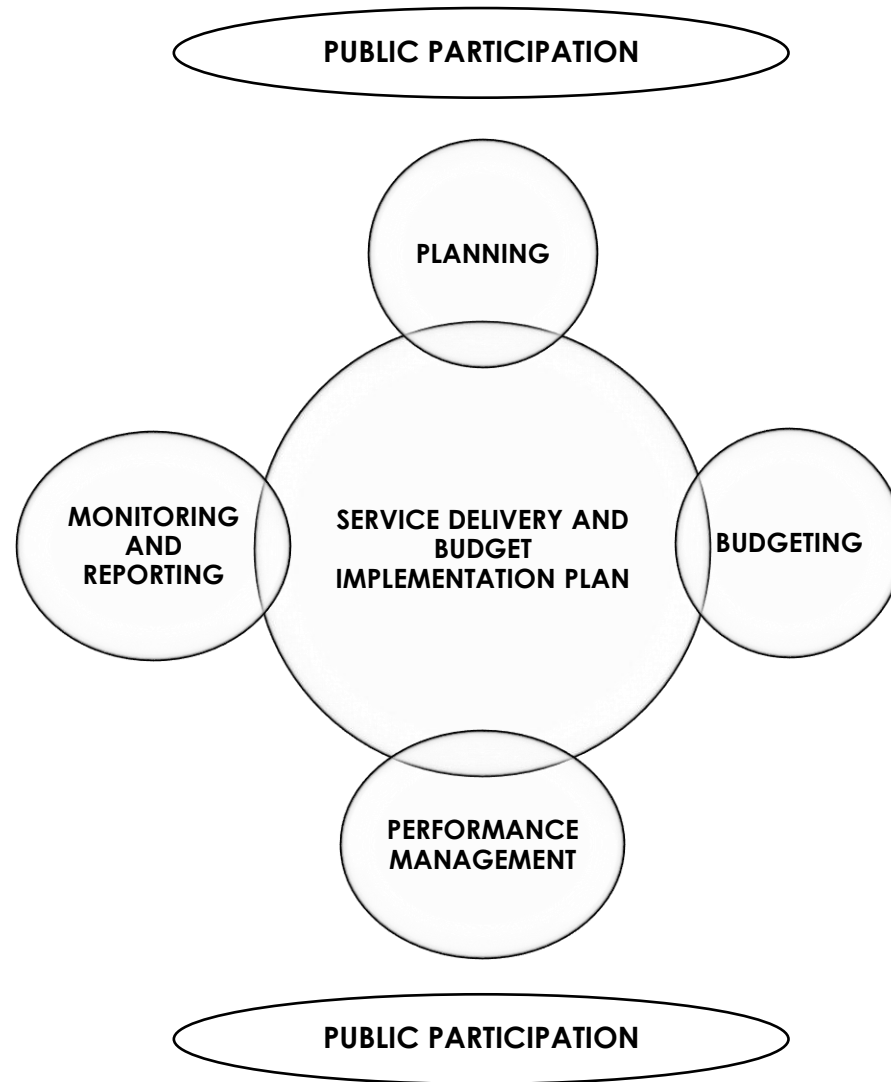 PUBLIC PARTICIPATION
PLANNING
MONITORING
AND
REPORTING
SERVICE DELIVERY AND
BUDGET
IMPLEMENTATION PLAN
BUDGETING
PERFORMANCE
MANAGEMENT
PUBLIC PARTICIPATION